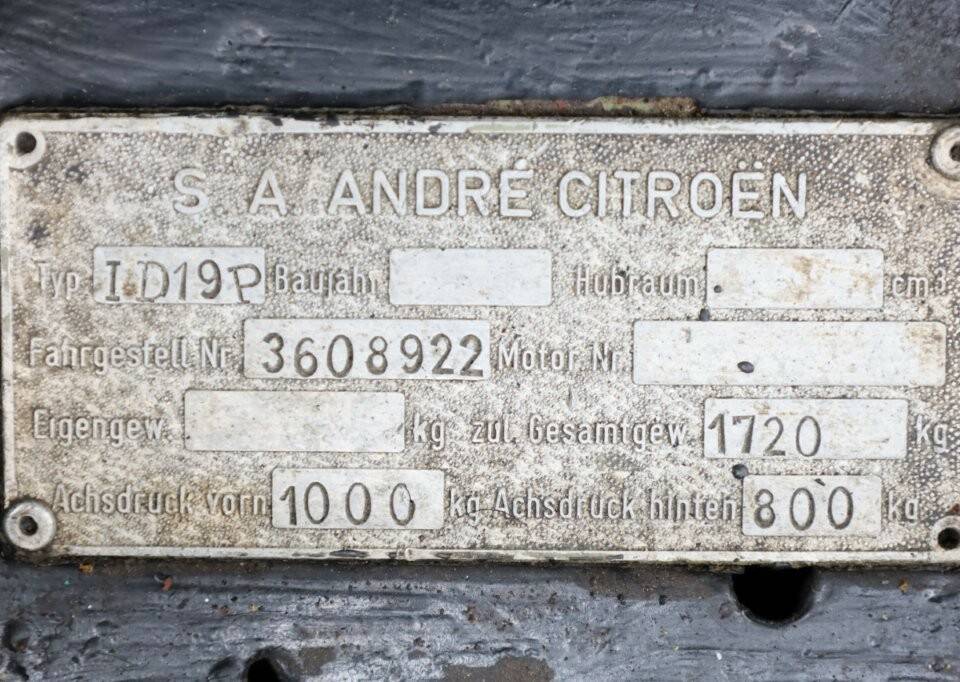 S. A. ANDRÉ CITROËN
Typ ID19P Baujahr Hubraum cm³
Fahrgestell Nr. 3608922 Motor. Nr.
Eigengew. kg zul. Gesamtgew. 1720 kg
Achsdruck vorn 1000 kg Achsdruck hinten 800 kg